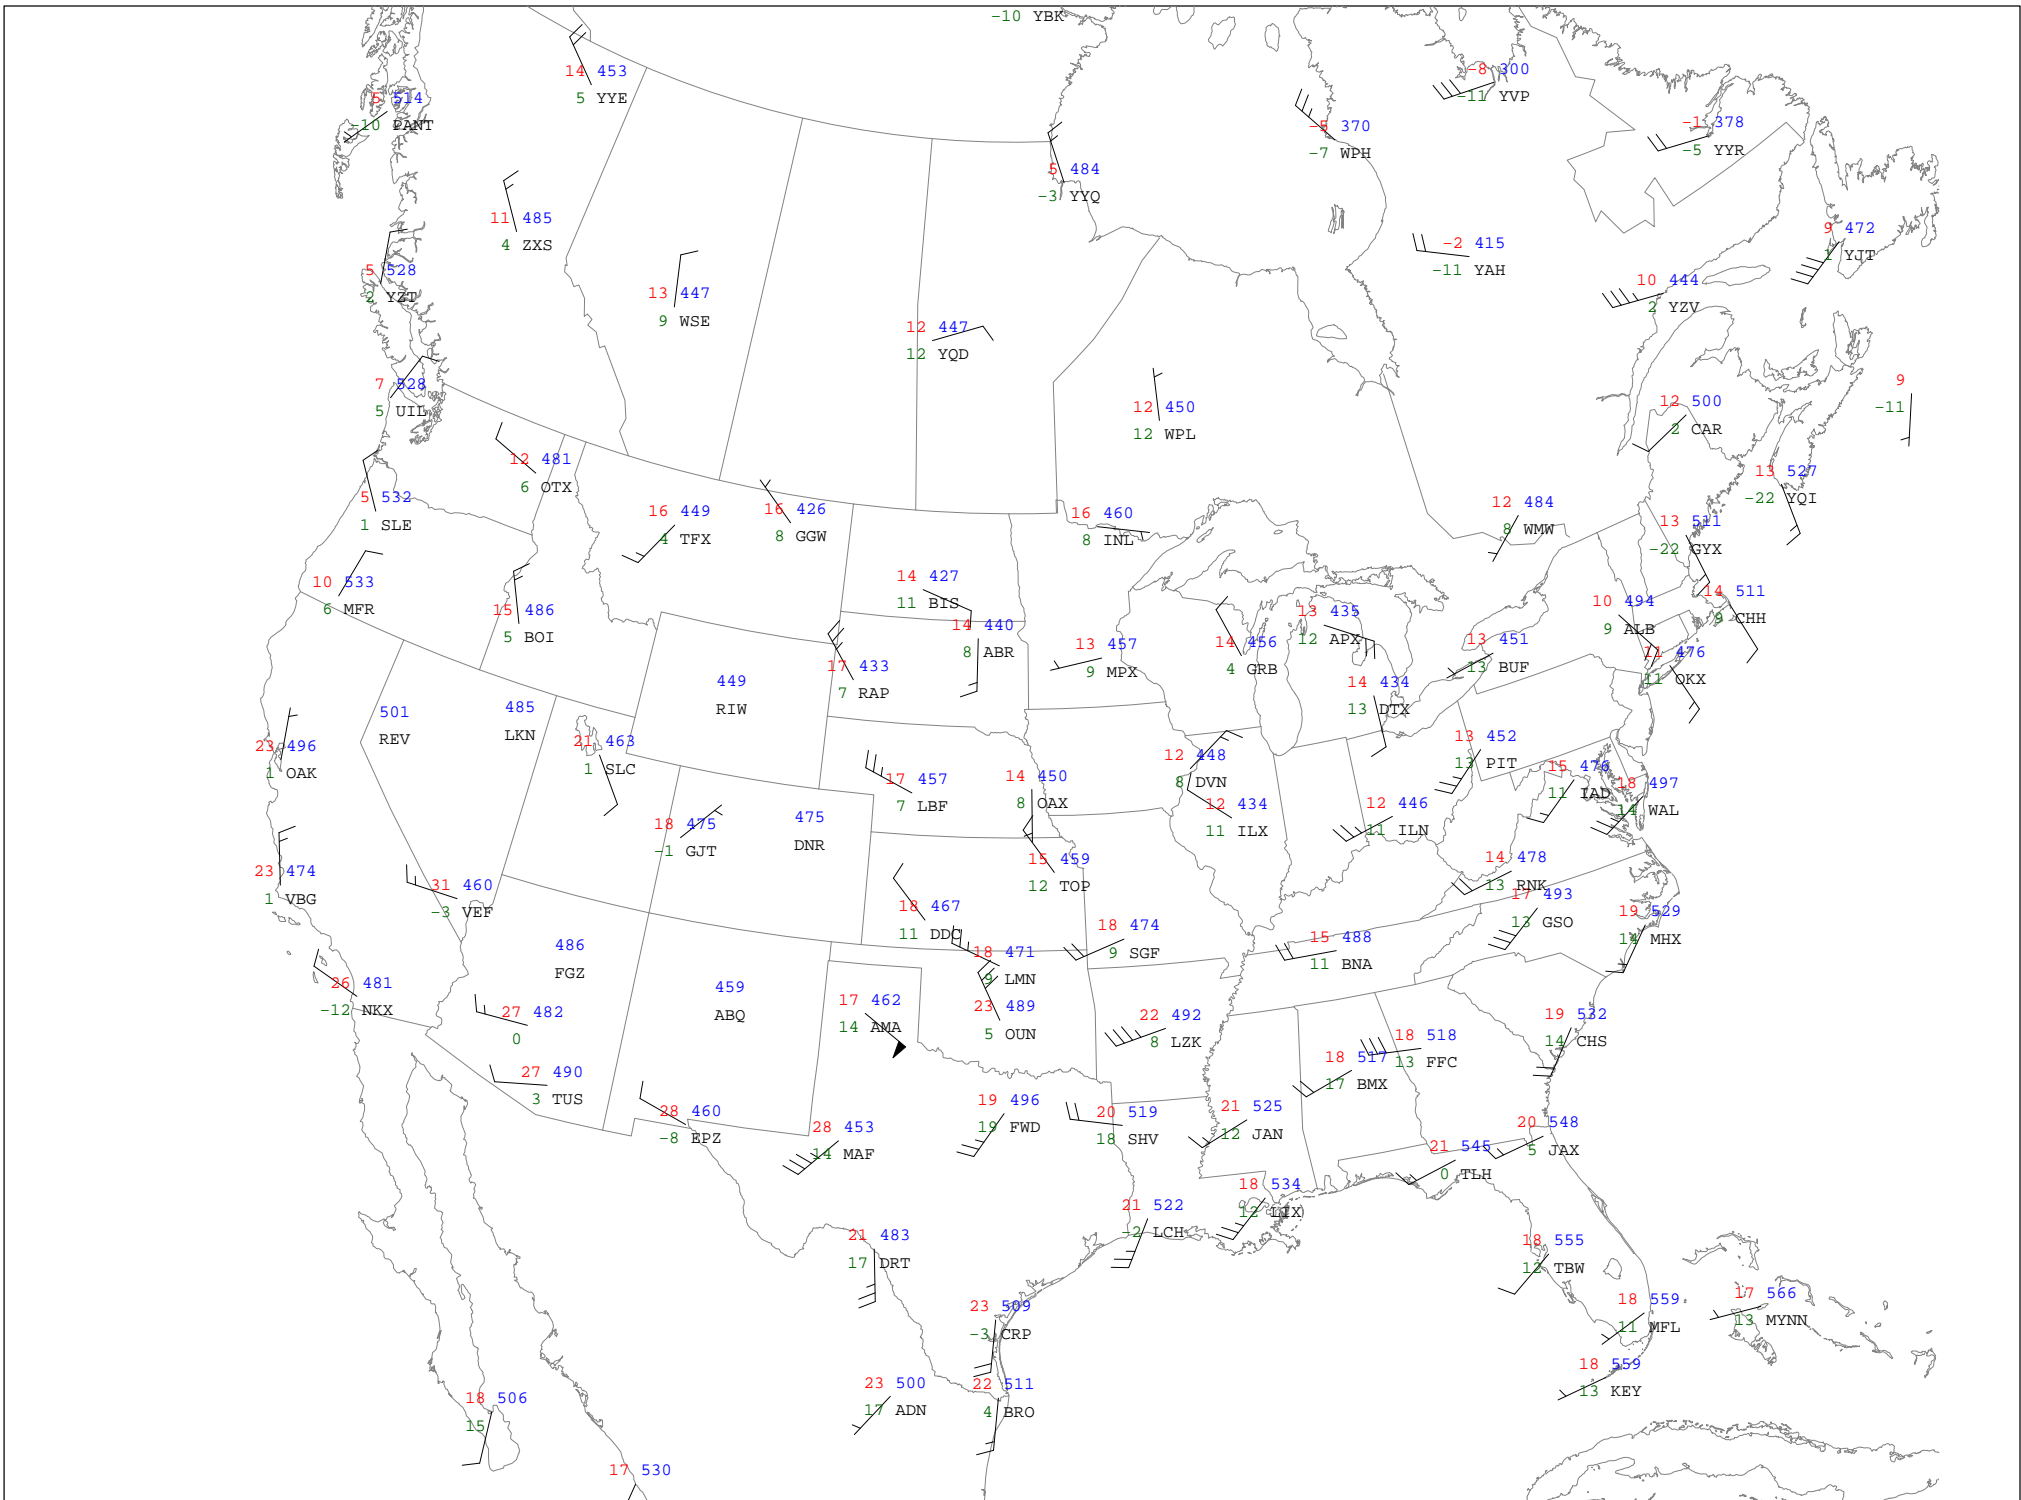 -10 YBK
14 453
5 YYE
-8 300
-11 YVP
5 514
-10 PANT
-5 370
-7 WPH
-1 378
-5 YYR
5 484
-3 YYQ
11 485
4 ZXS
9 472
1 YJT
-2 415
-11 YAH
5 528
2 YZT
10 444
2 YZV
13 447
9 WSE
12 447
12 YQD
7 528
5 UIL
9
-11
12 450
12 WPL
12 500
2 CAR
12 481
6 OTX
13 527
-22 YQI
5 532
1 SLE
16 449
4 TFX
16 426
8 GGW
16 460
8 INL
12 484
8 WMW
13 511
-22 GYX
10 533
6 MFR
14 427
11 BIS
14 511
9 CHH
15 486
5 BOI
14 440
8 ABR
13 435
12 APX
10 494
9 ALB
13 457
9 MPX
14 456
4 GRB
13 451
13 BUF
11 476
11 OKX
17 433
7 RAP
449
RIW
14 434
13 DTX
501
REV
485
LKN
23 496
1 OAK
21 463
1 SLC
13 452
13 PIT
12 448
8 DVN
15 476
11 IAD
17 457
7 LBF
14 450
8 OAX
18 497
14 WAL
12 434
11 ILX
12 446
11 ILN
18 475
-1 GJT
475
DNR
15 459
12 TOP
14 478
13 RNK
23 474
1 VBG
31 460
-3 VEF
17 493
13 GSO
18 467
11 DDC
19 529
14 MHX
18 474
9 SGF
15 488
11 BNA
486
FGZ
18 471
9 LMN
26 481
-12 NKX
459
ABQ
17 462
14 AMA
23 489
5 OUN
27 482
0
22 492
8 LZK
19 532
14 CHS
18 518
13 FFC
18 517
17 BMX
27 490
3 TUS
28 460
-8 EPZ
19 496
19 FWD
20 519
18 SHV
21 525
12 JAN
28 453
14 MAF
20 548
5 JAX
21 545
0 TLH
18 534
12 LIX
21 522
-2 LCH
21 483
17 DRT
18 555
12 TBW
17 566
13 MYNN
23 509
-3 CRP
18 559
11 MFL
18 559
13 KEY
23 500
17 ADN
22 511
4 BRO
18 506
15
17 530